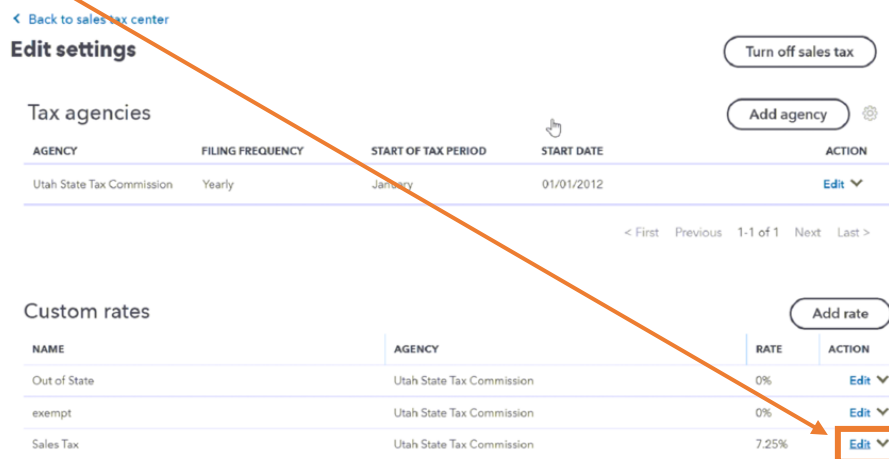 Back to sales tax center
Edit settings
Turn off sales tax
Tax agencies
Add agency
AGENCY FILING FREQUENCY START OF TAX PERIOD START DATE ACTION
Utah State Tax Commission Yearly January 01/01/2012 Edit
< First Previous 1-1 of 1 Next Last >
Custom rates
Add rate
NAME AGENCY RATE ACTION
Out of State Utah State Tax Commission 0% Edit
exempt Utah State Tax Commission 0% Edit
Sales Tax Utah State Tax Commission 7.25% Edit